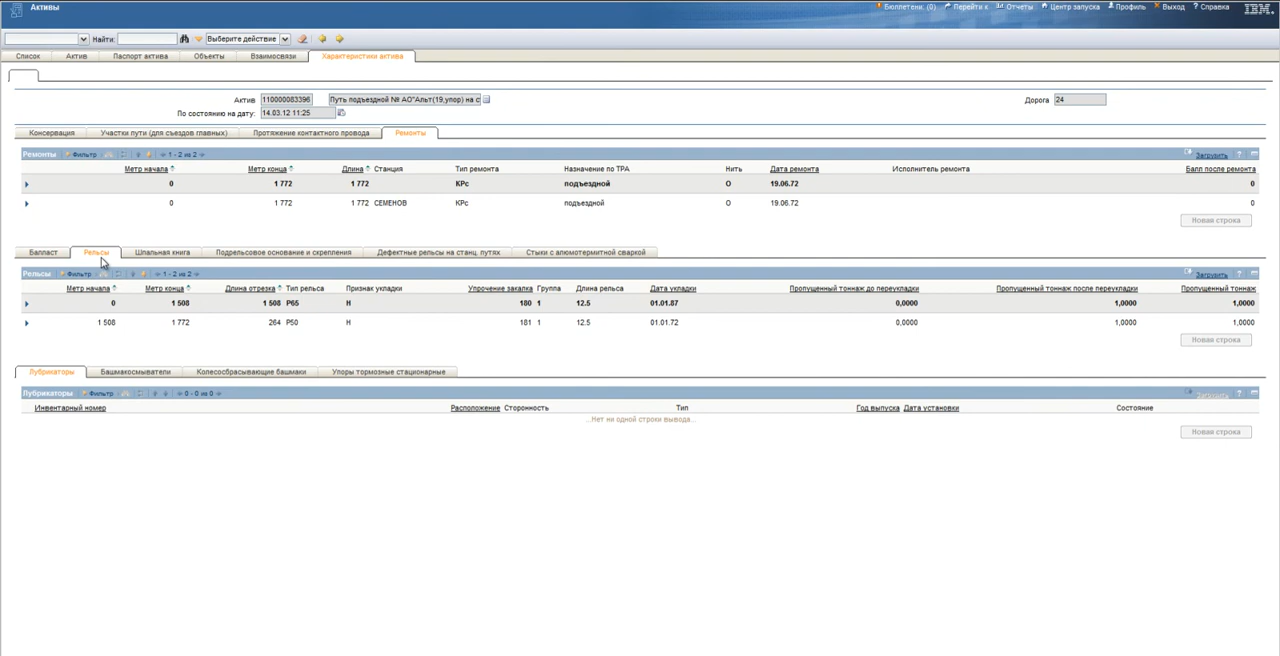 Активы
Бюллетени: (0) Перейти к Отчеты Центр запуска Профиль Выход Справка IBM
Найти: Выберите действие
Список Актив Паспорт актива Объекты Взаимосвязи Характеристики актива
Актив 110000083396 Путь подъездной № АО"Альт(19,упор) на с Дорога 24
По состоянию на дату: 14.03.12 11:25
Консервация Участки пути (для съездов главных) Протяжение контактного провода Ремонты
Ремонты Фильтр 1 - 2 из 2 Загрузить ?
Метр начала Метр конца Длина Станция Тип ремонта Назначение по ТРА Нить Дата ремонта Исполнитель ремонта Балл после ремонта
0 1 772 1 772 КРс подъездной О 19.06.72 0
0 1 772 1 772 СЕМЕНОВ КРс подъездной О 19.06.72 0
Новая строка
Балласт Рельсы Шпальная книга Подрельсовое основание и скрепления Дефектные рельсы на станц. путях Стыки с алюмотермитной сваркой
Рельсы Фильтр 1 - 2 из 2 Загрузить ?
Метр начала Метр конца Длина отрезка Тип рельса Признак укладки Упрочение закалка Группа Длина рельса Дата укладки Пропущенный тоннаж до переукладки Пропущенный тоннаж после переукладки Пропущенный тоннаж
0 1 508 1 508 Р65 Н 180 1 12.5 01.01.87 0,0000 1,0000 1,0000
1 508 1 772 264 Р50 Н 181 1 12.5 01.01.72 0,0000 1,0000 1,0000
Новая строка
Лубрикаторы Башмакосмыватели Колесосбрасывающие башмаки Упоры тормозные стационарные
Лубрикаторы Фильтр 0 - 0 из 0 Загрузить ?
Инвентарный номер Расположение Сторонность Тип Год выпуска Дата установки Состояние
...Нет ни одной строки вывода...
Новая строка